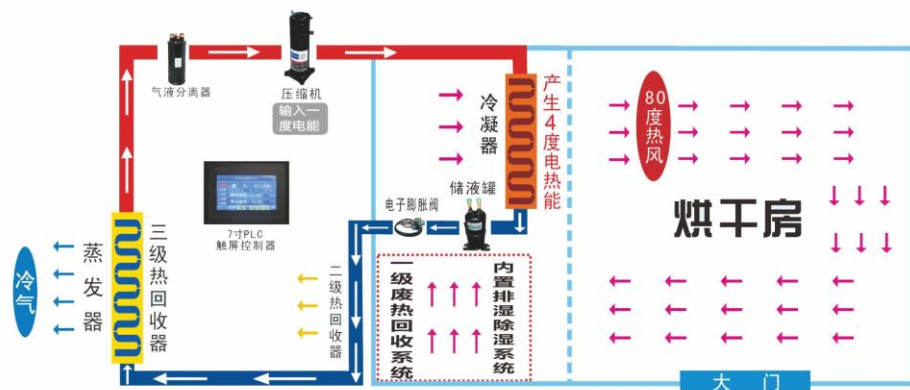 气液分离器
压缩机
输入一
度电能
冷凝器
产生4度电热能
80度热风
储液罐
电子膨胀阀
7寸PLC
触屏控制器
烘干房
冷气
蒸发器
三级热回收器
二级热回收器
一级废热回收系统
内置排湿除湿系统
大门